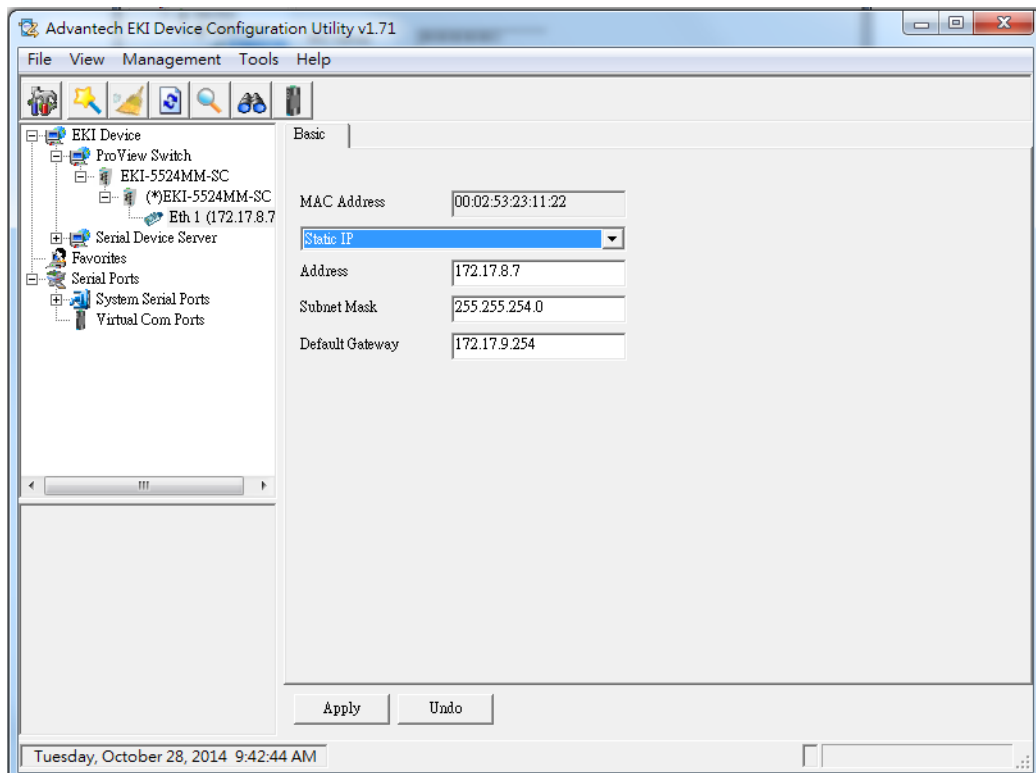 Advantech EKI Device Configuration Utility v1.71
File View Management Tools Help
EKI Device
ProView Switch
EKI-5524MM-SC
(*)EKI-5524MM-SC
Eth 1 (172.17.8.7
Serial Device Server
Favorites
Serial Ports
System Serial Ports
Virtual Com Ports
Basic
MAC Address 00:02:53:23:11:22
Static IP
Address 172.17.8.7
Subnet Mask 255.255.254.0
Default Gateway 172.17.9.254
Apply Undo
Tuesday, October 28, 2014 9:42:44 AM